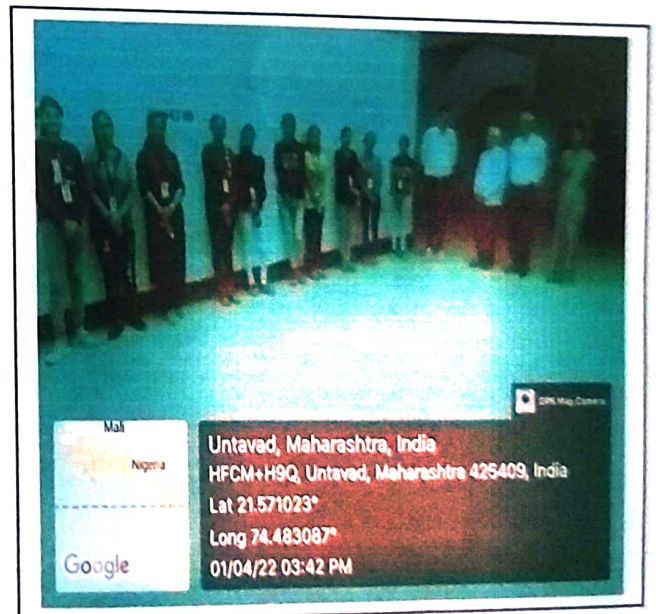 GPS Map Camera
Mali
Nigeria
Google
Untavad, Maharashtra, India
HFCM+H9Q, Untavad, Maharashtra 425409, India
Lat 21.571023°
Long 74.483087°
01/04/22 03:42 PM